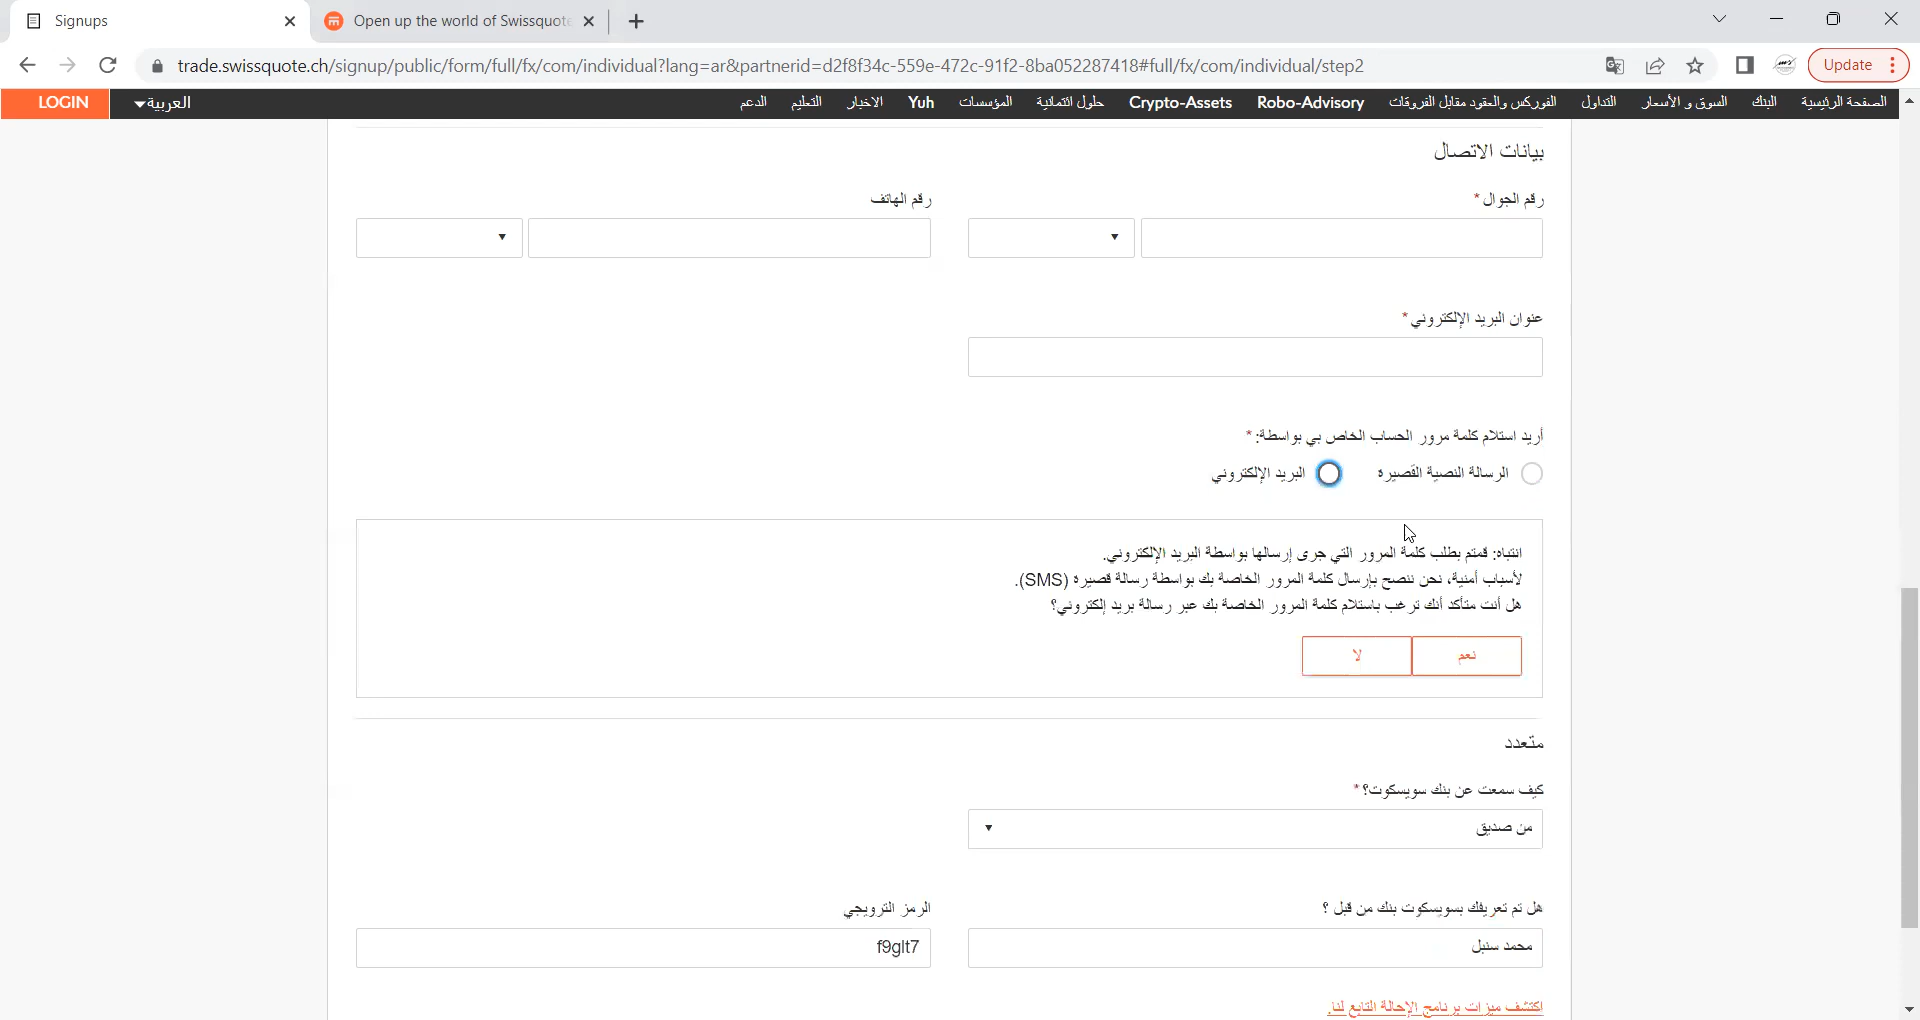 Signups
Open up the world of Swissquot
trade.swissquote.ch/signup/public/form/full/fx/com/individual?lang=ar&partnerid=d2f8f34c-559e-472c-91f2-8ba052287418#full/fx/com/individual/step2
Update
الصفحة الرئيسية البنك السوق و الأسعار التداول الفوركس والعقود مقابل الفروقات Robo-Advisory Crypto-Assets حلول ائتمانية المؤسسات Yuh الاخبار التعليم الدعم
العربية
LOGIN
بيانات الاتصال
رقم الجوال *
رقم الهاتف
عنوان البريد الإلكتروني *
أريد استلام كلمة مرور الحساب الخاص بي بواسطة: *
الرسالة النصية القصيرة
البريد الإلكتروني
انتباه: قمتم بطلب كلمة المرور التي جرى إرسالها بواسطة البريد الإلكتروني.
لأسباب أمنية، نحن ننصح بإرسال كلمة المرور الخاصة بك بواسطة رسالة قصيرة (SMS).
هل أنت متأكد أنك ترغب باستلام كلمة المرور الخاصة بك عبر رسالة بريد إلكتروني؟
نعم
لا
متعدد
كيف سمعت عن بنك سويسكوت؟ *
من صديق
هل تم تعريفك بسويسكوت بنك من قبل ؟
الرمز الترويجي
محمد سنبل
f9glt7
اكتشف ميزات برنامج الإحالة التابع لنا.